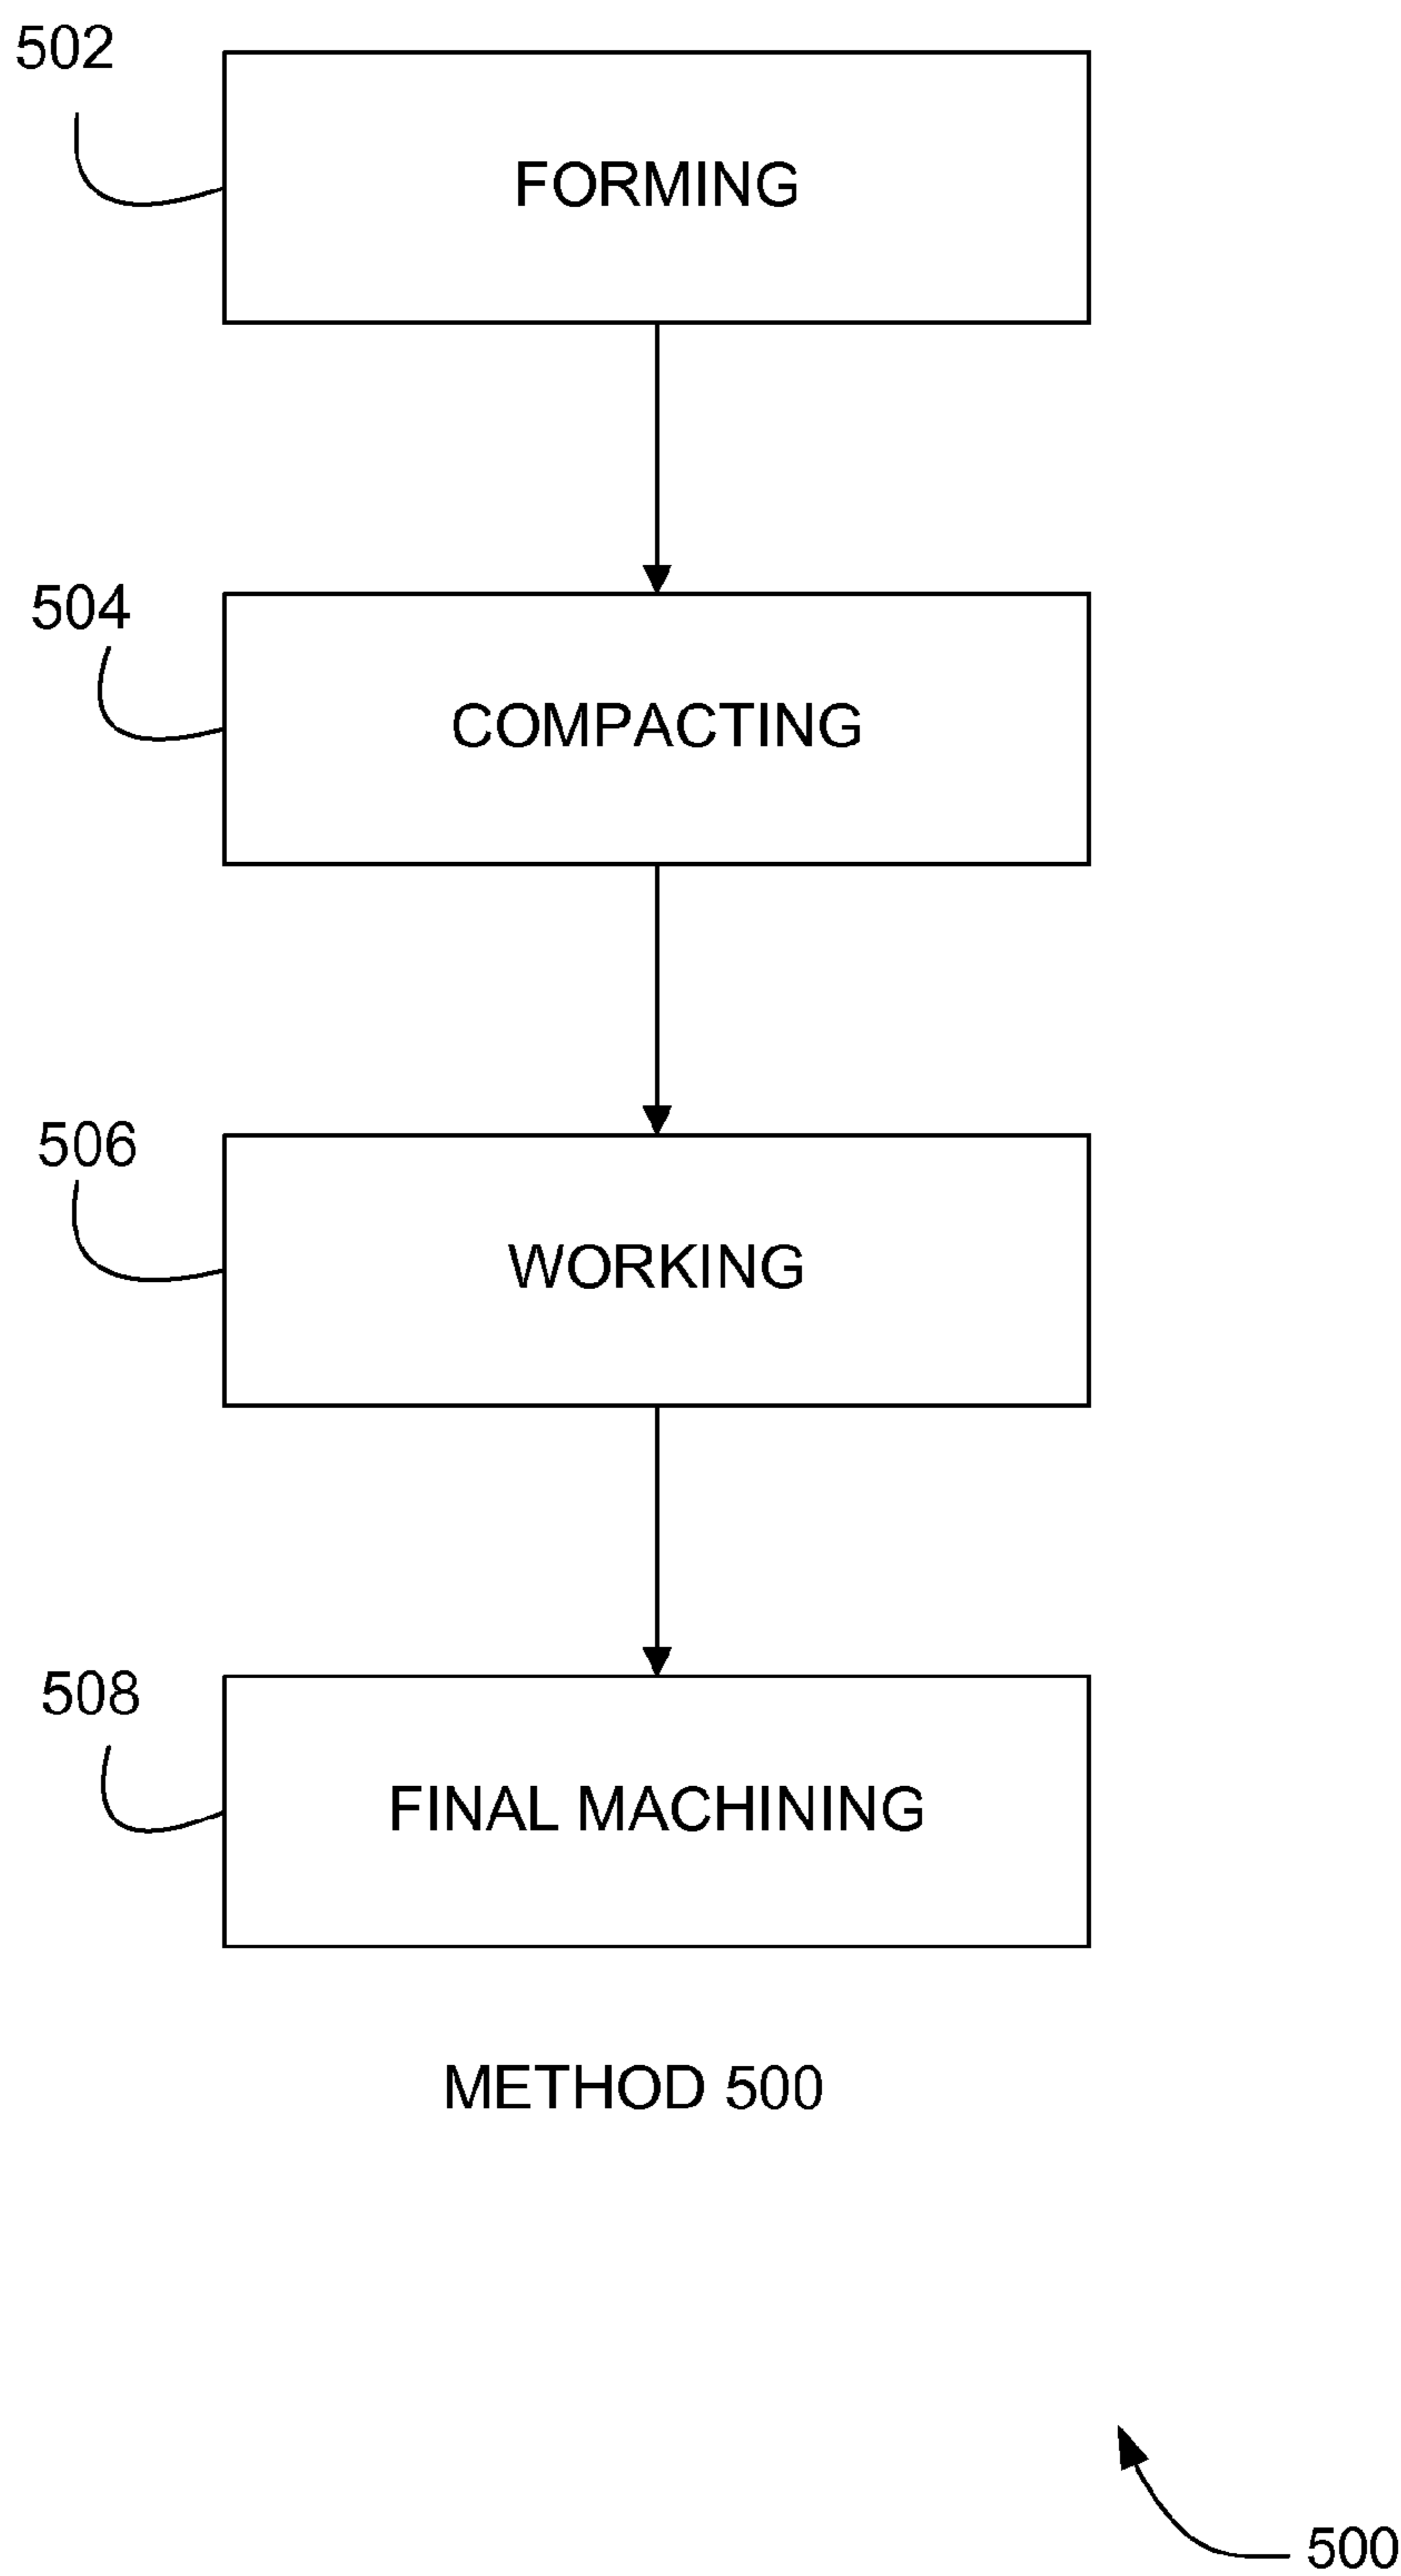 502
FORMING
504
COMPACTING
506
WORKING
508
FINAL MACHINING
METHOD 500
500